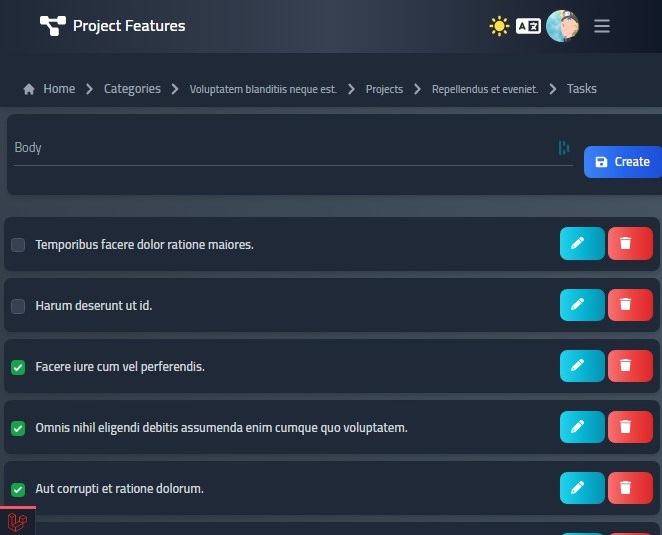 Project Features
A文
Home > Categories > Voluptatem blanditiis neque est. > Projects > Repellendus et eveniet. > Tasks
Body
Create
Temporibus facere dolor ratione maiores.
Harum deserunt ut id.
Facere iure cum vel perferendis.
Omnis nihil eligendi debitis assumenda enim cumque quo voluptatem.
Aut corrupti et ratione dolorum.